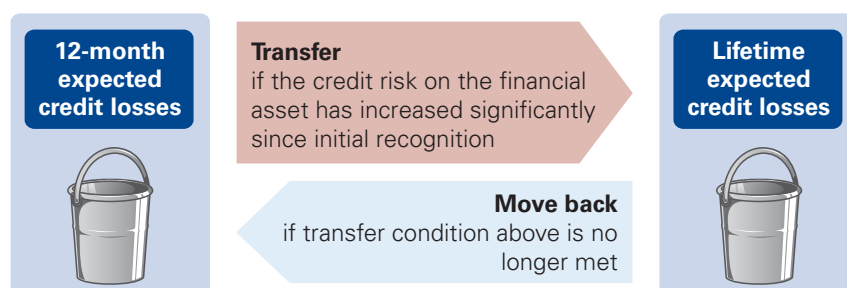 12-month
expected
credit losses
Transfer
if the credit risk on the financial
asset has increased significantly
since initial recognition
Move back
if transfer condition above is no
longer met
Lifetime
expected
credit losses